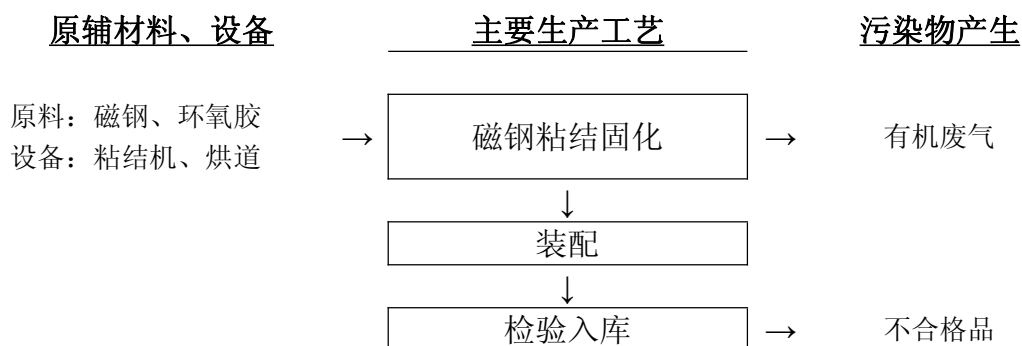 原辅材料、设备 主要生产工艺 污染物产生
原料：磁钢、环氧胶
设备：粘结机、烘道
→ 磁钢粘结固化 → 有机废气
↓
装配
↓
检验入库 → 不合格品